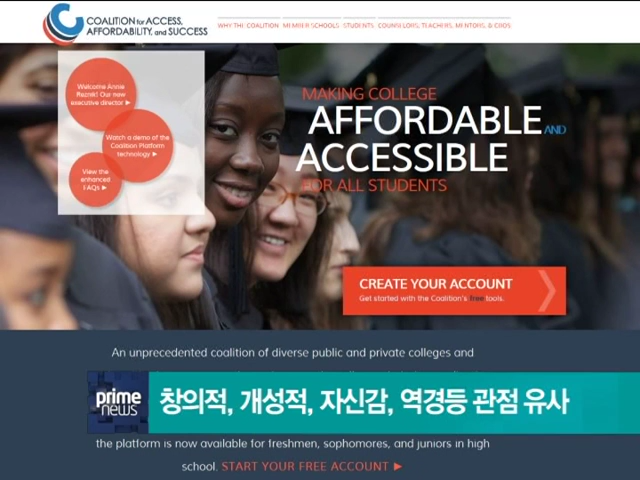 COALITION for ACCESS,
AFFORDABILITY, and SUCCESS
WHY THE COALITION MEMBER SCHOOLS STUDENTS COUNSELORS, TEACHERS, MENTORS, & CBOS
Welcome Annie
Reznik! Our new
executive director ►
Watch a demo of the
Coalition Platform
technology ►
View the
enhanced
FAQs ►
MAKING COLLEGE
AFFORDABLE AND
ACCESSIBLE
FOR ALL STUDENTS
CREATE YOUR ACCOUNT
Get started with the Coalition's free tools.
An unprecedented coalition of diverse public and private colleges and
prime news
창의적, 개성적, 자신감, 역경등 관점 유사
the platform is now available for freshmen, sophomores, and juniors in high
school. START YOUR FREE ACCOUNT ►